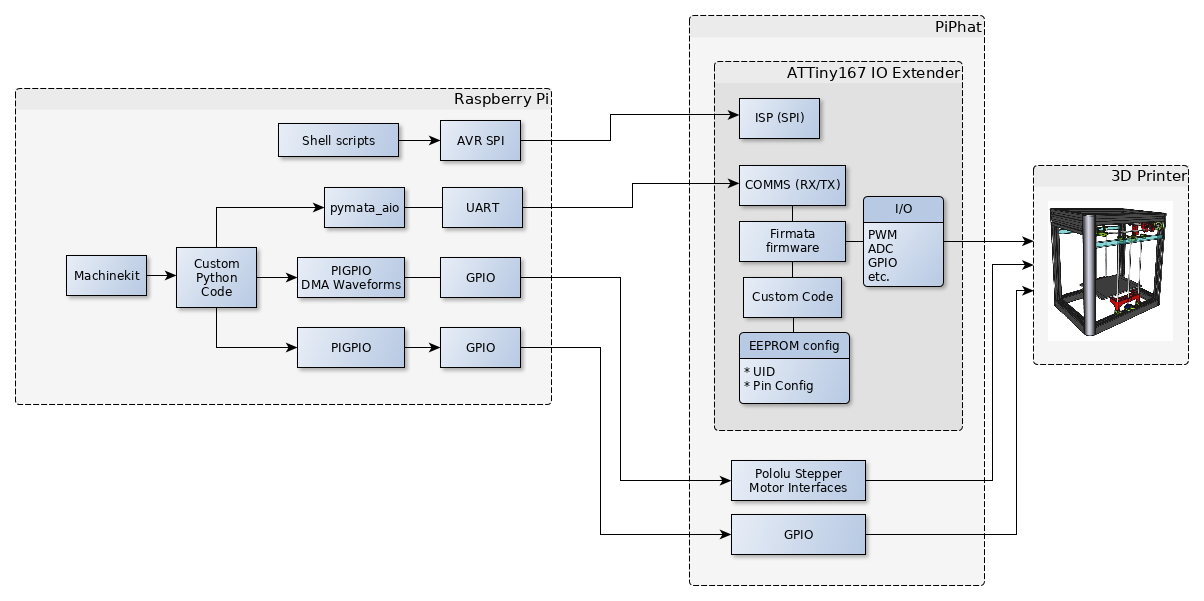 PiPhat
ATTiny167 IO Extender
Raspberry Pi
Shell scripts
AVR SPI
ISP (SPI)
pymata_aio
UART
COMMS (RX/TX)
3D Printer
I/O
PWM
ADC
GPIO
etc.
Firmata
firmware
Machinekit
Custom
Python
Code
PIGPIO
DMA Waveforms
GPIO
Custom Code
PIGPIO
GPIO
EEPROM config
* UID
* Pin Config
Pololu Stepper
Motor Interfaces
GPIO